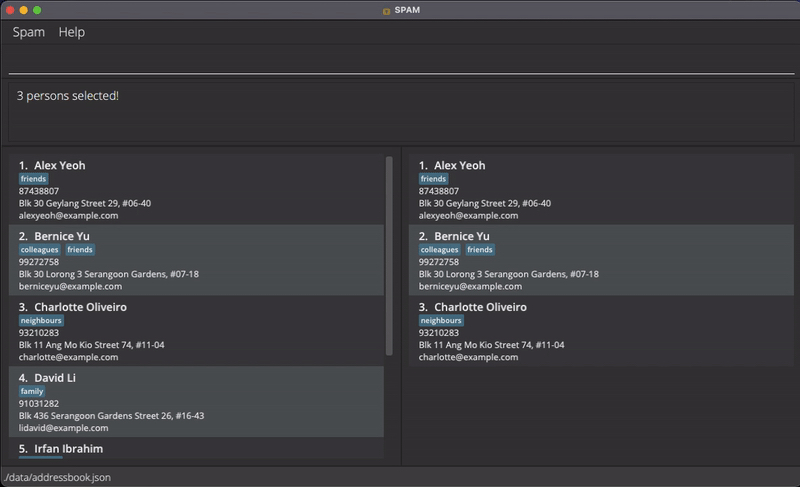 SPAM
Spam Help
3 persons selected!
1. Alex Yeoh
friends
87438807
Blk 30 Geylang Street 29, #06-40
alexyeoh@example.com
2. Bernice Yu
colleagues friends
99272758
Blk 30 Lorong 3 Serangoon Gardens, #07-18
berniceyu@example.com
3. Charlotte Oliveiro
neighbours
93210283
Blk 11 Ang Mo Kio Street 74, #11-04
charlotte@example.com
4. David Li
family
91031282
Blk 436 Serangoon Gardens Street 26, #16-43
lidavid@example.com
5. Irfan Ibrahim
1. Alex Yeoh
friends
87438807
Blk 30 Geylang Street 29, #06-40
alexyeoh@example.com
2. Bernice Yu
colleagues friends
99272758
Blk 30 Lorong 3 Serangoon Gardens, #07-18
berniceyu@example.com
3. Charlotte Oliveiro
neighbours
93210283
Blk 11 Ang Mo Kio Street 74, #11-04
charlotte@example.com
./data/addressbook.json